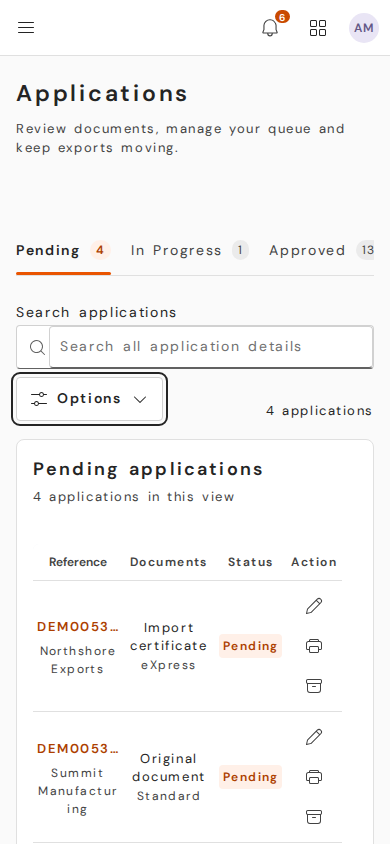 6
AM
Applications
Review documents, manage your queue and
keep exports moving.
Pending 4 In Progress 1 Approved 13
Search applications
Search all application details
Options
4 applications
Pending applications
4 applications in this view
Reference Documents Status Action
DEM0053…
Northshore
Exports
Import
certificate
eXpress
Pending
DEM0053…
Summit
Manufactur
ing
Original
document
Standard
Pending